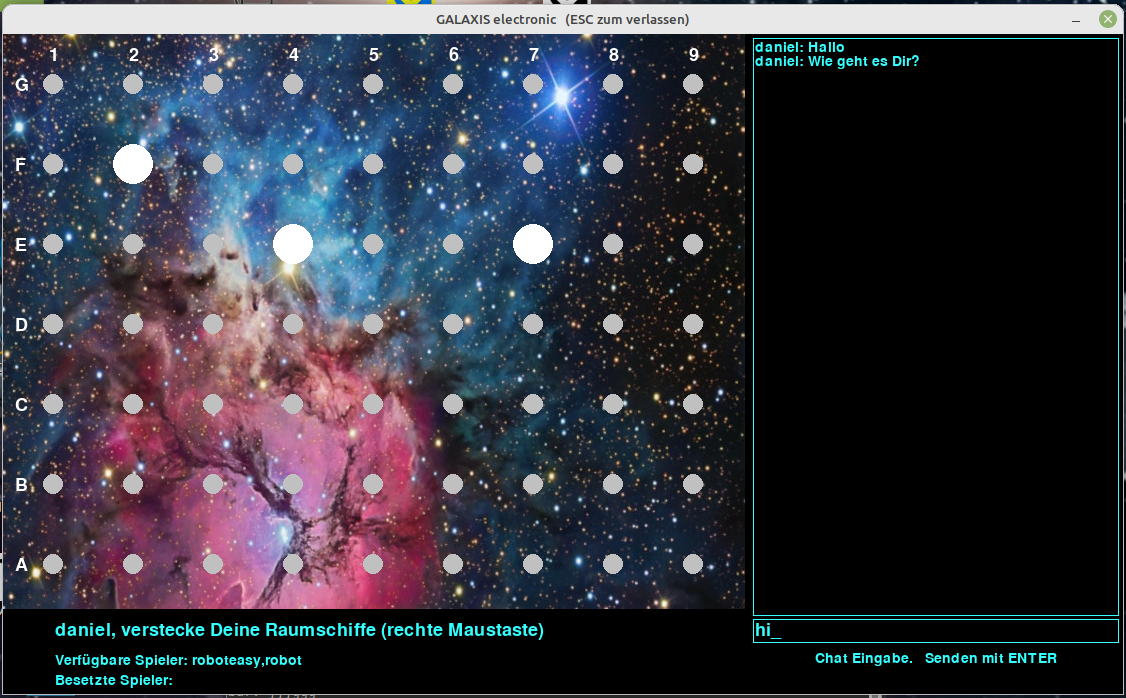 GALAXIS electronic (ESC zum verlassen)
1 2 3 4 5 6 7 8 9
G
F
E
D
C
B
A
daniel: Hallo
daniel: Wie geht es Dir?
hi_
Chat Eingabe. Senden mit ENTER
daniel, verstecke Deine Raumschiffe (rechte Maustaste)
Verfügbare Spieler: roboteasy,robot
Besetzte Spieler: